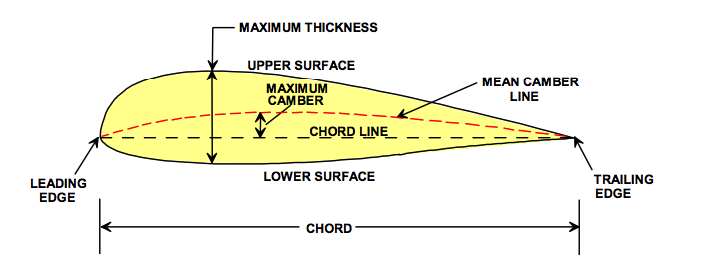 MAXIMUM THICKNESS
UPPER SURFACE
MAXIMUM
CAMBER
MEAN CAMBER
LINE
CHORD LINE
LOWER SURFACE
LEADING
EDGE
TRAILING
EDGE
CHORD